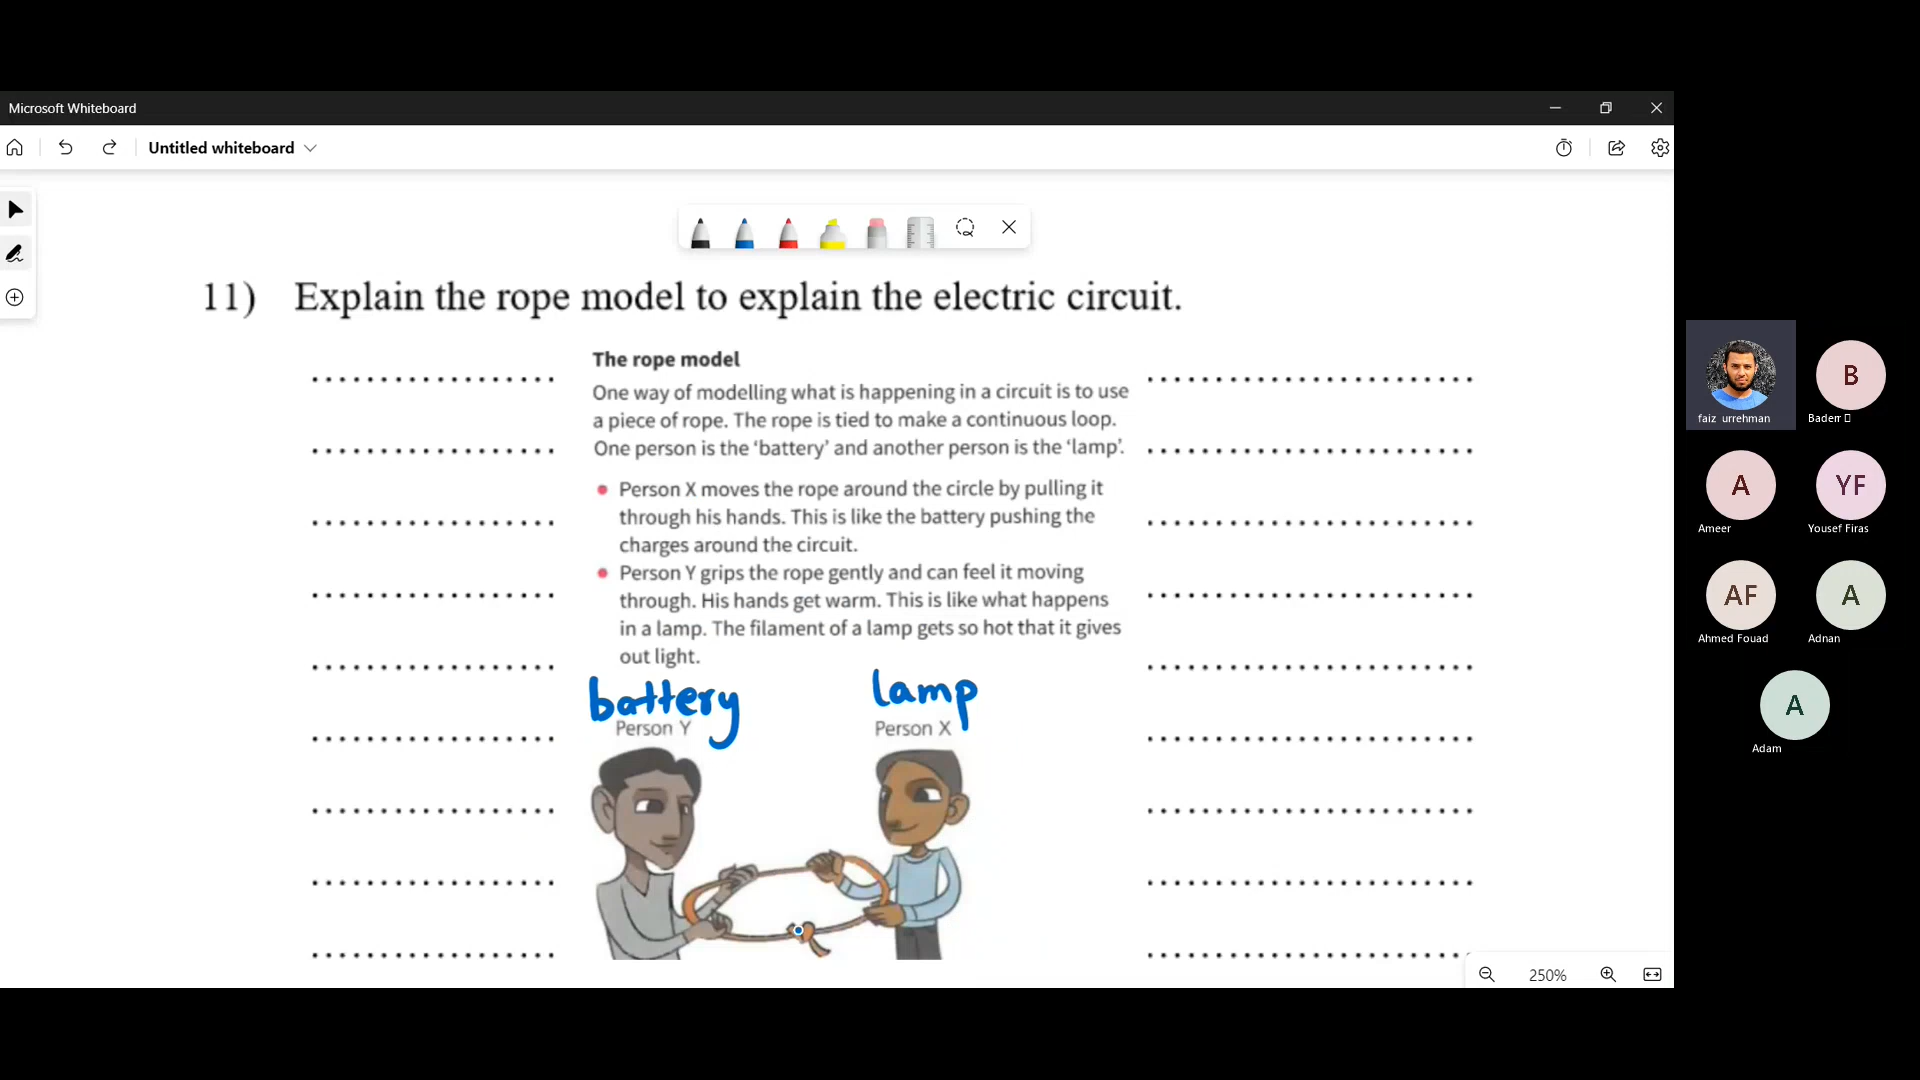 Microsoft Whiteboard
Untitled whiteboard
11) Explain the rope model to explain the electric circuit.
The rope model
One way of modelling what is happening in a circuit is to use
a piece of rope. The rope is tied to make a continuous loop.
One person is the ‘battery’ and another person is the ‘lamp’.
• Person X moves the rope around the circle by pulling it
through his hands. This is like the battery pushing the
charges around the circuit.
• Person Y grips the rope gently and can feel it moving
through. His hands get warm. This is like what happens
in a lamp. The filament of a lamp gets so hot that it gives
out light.
battery
lamp
Person Y
Person X
250%
faiz urrehman
B
Baderr
A
Ameer
YF
Yousef Firas
AF
Ahmed Fouad
A
Adnan
A
Adam